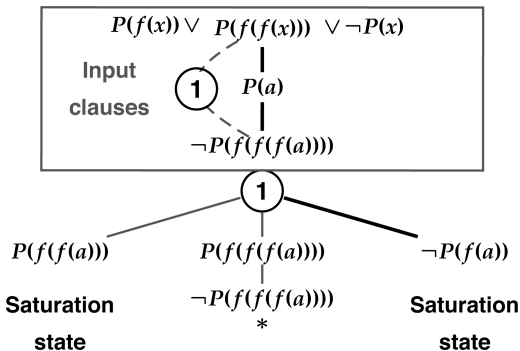 P(f(x)) ∨ P(f(f(x))) ∨ ¬P(x)
Input
clauses
1
P(a)
¬P(f(f(f(a))))
1
P(f(f(a))) P(f(f(f(a)))) ¬P(f(a))
¬P(f(f(f(a))))
*
Saturation
state
Saturation
state